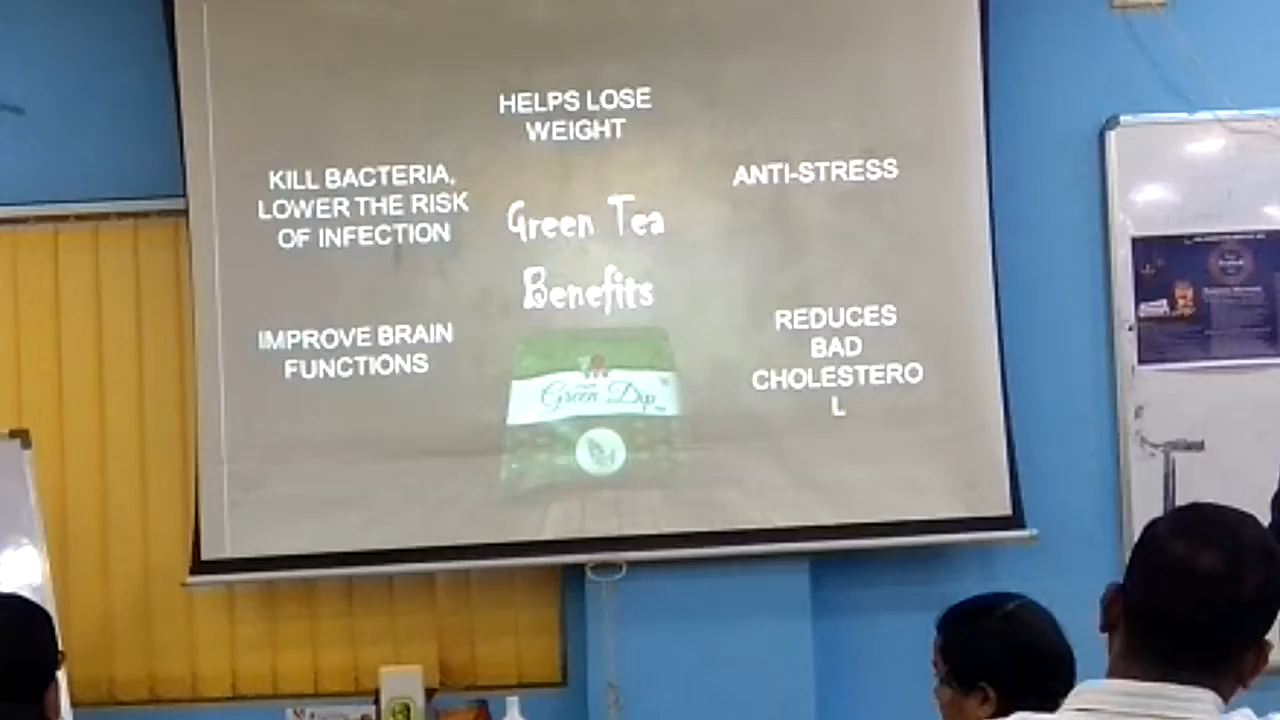 HELPS LOSE
WEIGHT
KILL BACTERIA,
LOWER THE RISK
OF INFECTION
ANTI-STRESS
Green Tea
Benefits
IMPROVE BRAIN
FUNCTIONS
REDUCES
BAD
CHOLESTERO
L
Green Dip